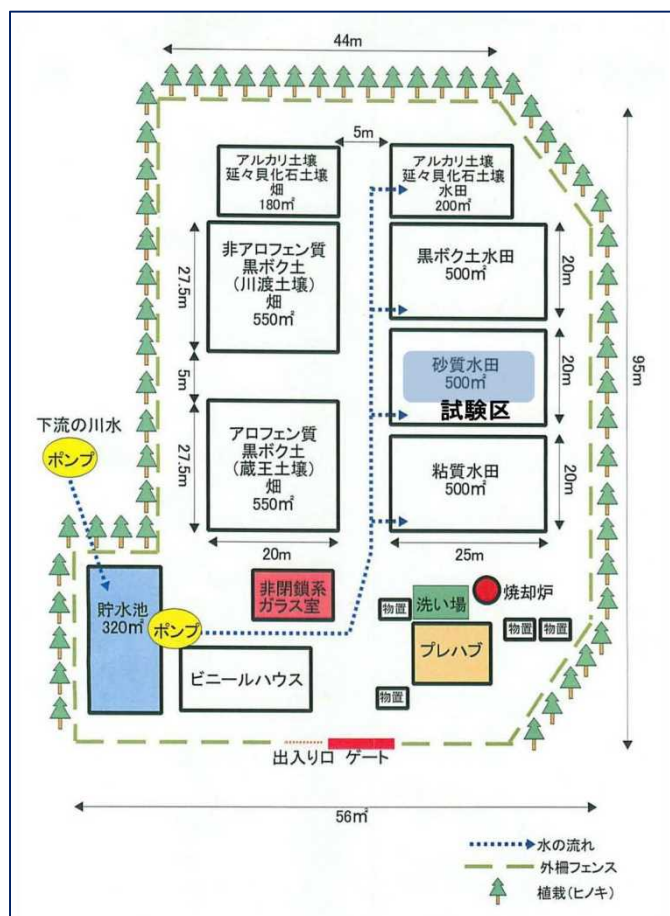 44m
5m
アルカリ土壌
延々貝化石土壌
畑
180㎡
アルカリ土壌
延々貝化石土壌
水田
200㎡
27.5m
非アロフェン質
黒ボク土
(川渡土壌)
畑
550㎡
黒ボク土水田
500㎡
20m
5m
砂質水田
500㎡
試験区
20m
95m
下流の川水
ポンプ
27.5m
アロフェン質
黒ボク土
(蔵王土壌)
畑
550㎡
粘質水田
500㎡
20m
20m
25m
貯水池
320㎡
ポンプ
非閉鎖系
ガラス室
物置
洗い場
焼却炉
物置
物置
ビニールハウス
プレハブ
物置
出入り口 ゲート
56㎡
水の流れ
外柵フェンス
植栽(ヒノキ)